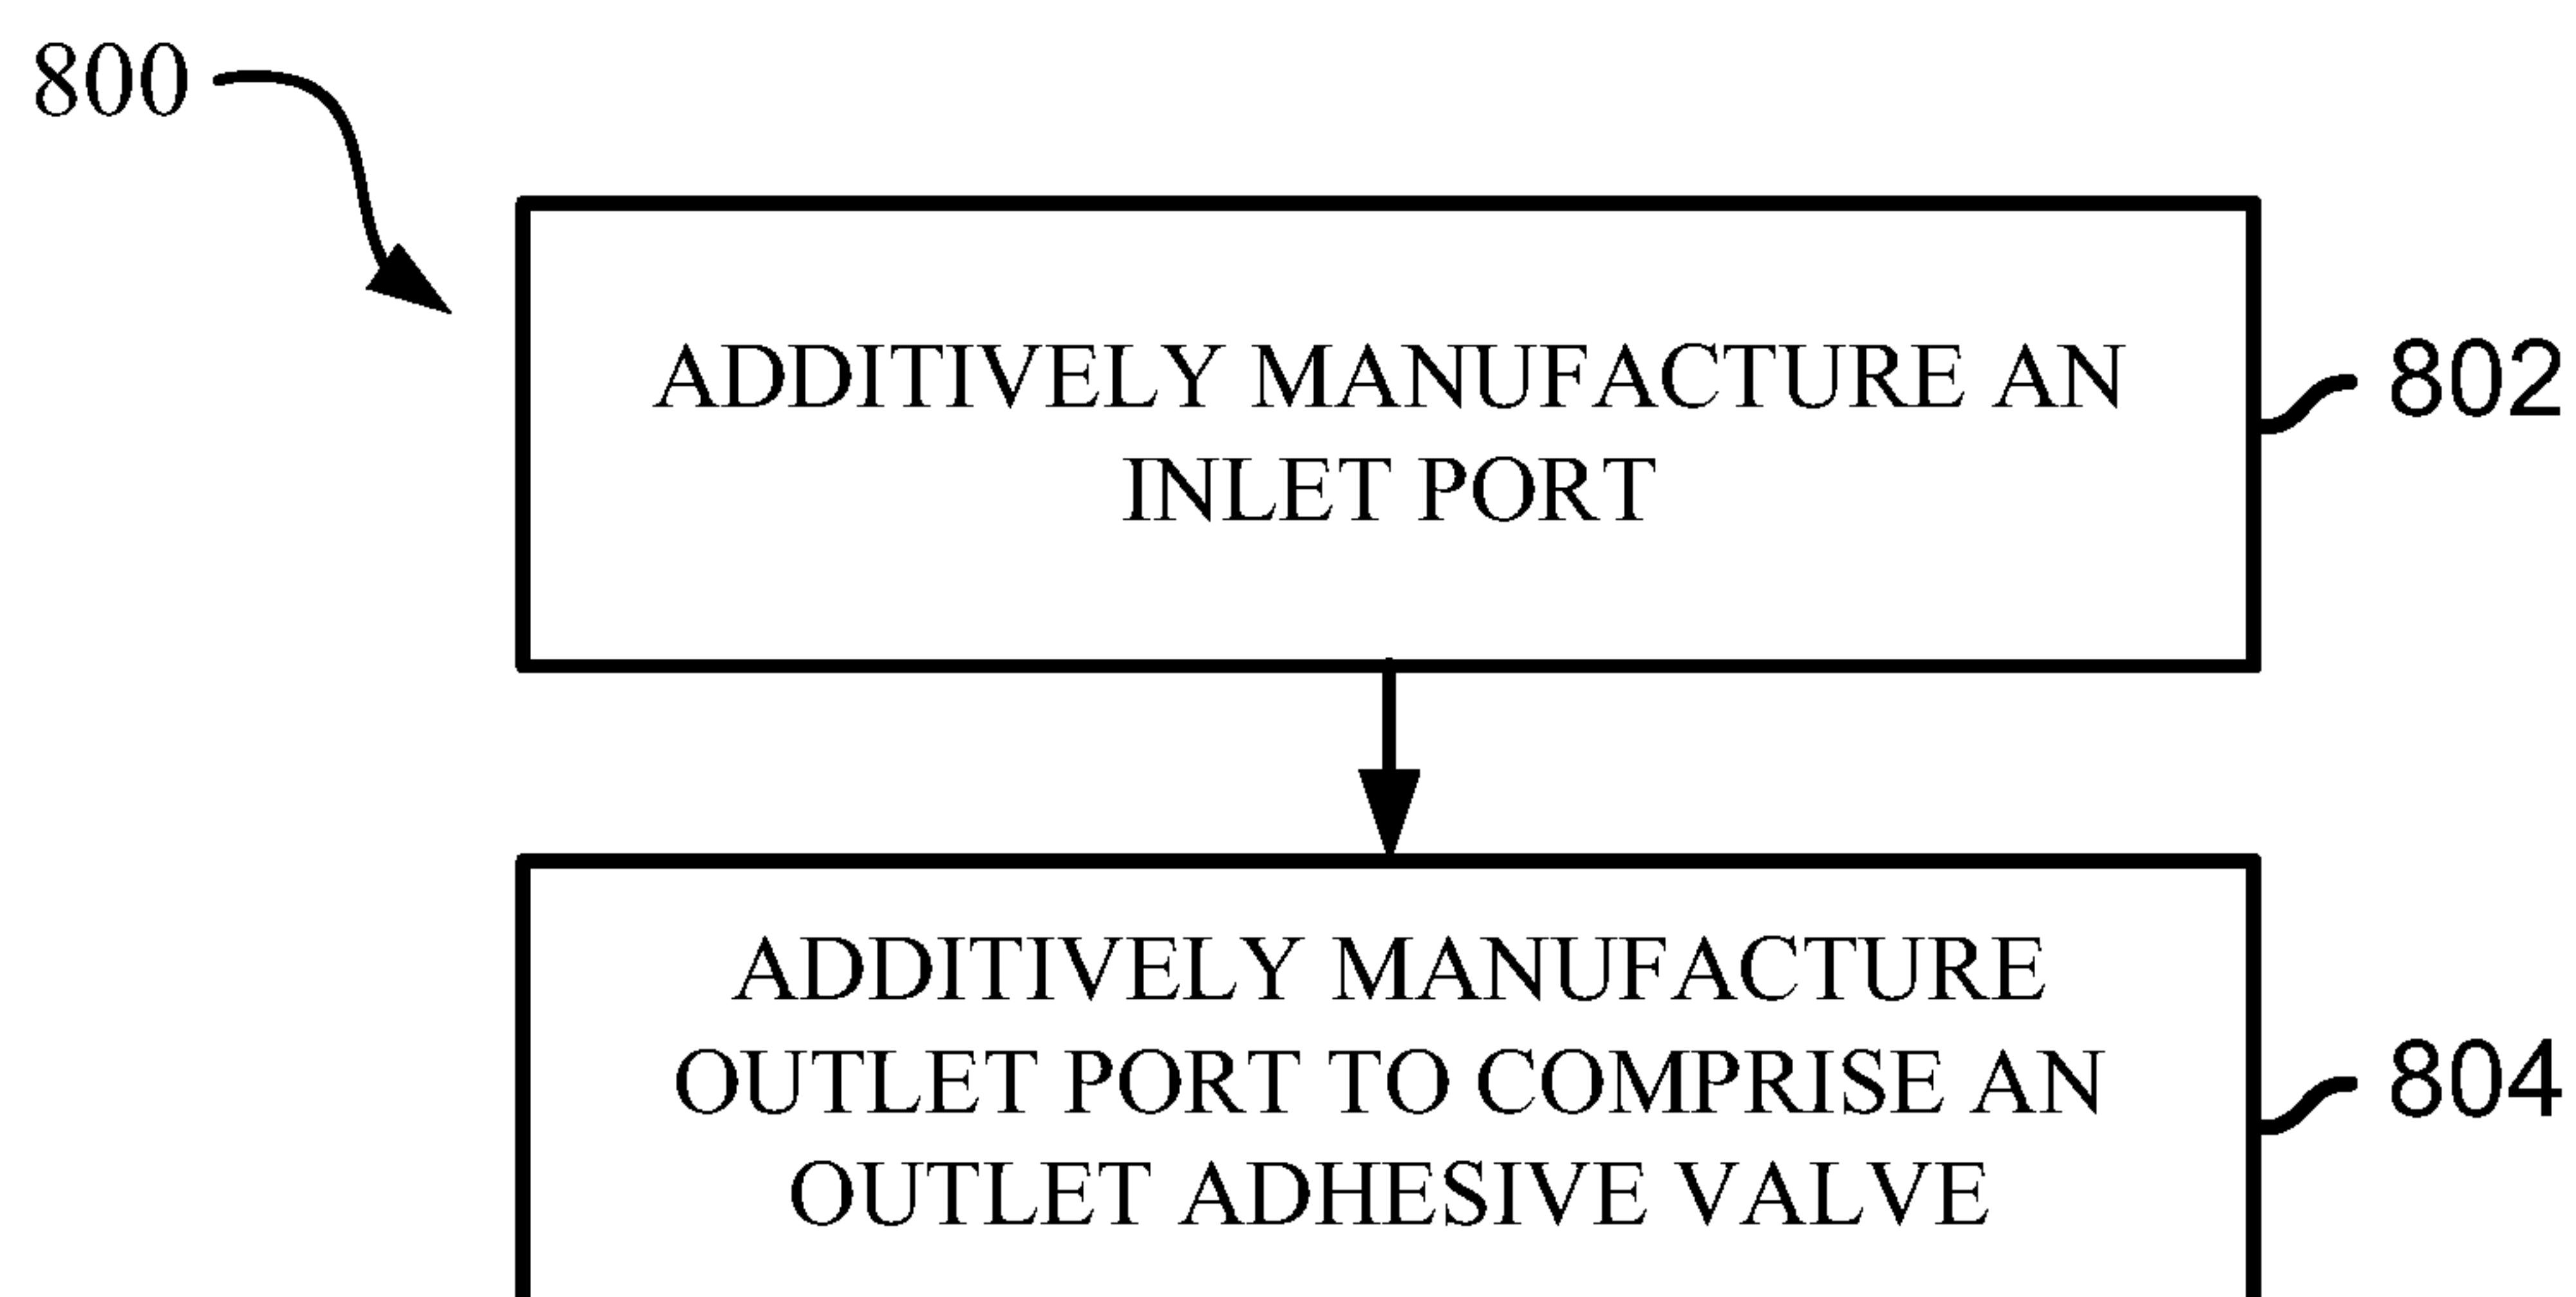 800
ADDITIVELY MANUFACTURE AN
INLET PORT
802
ADDITIVELY MANUFACTURE
OUTLET PORT TO COMPRISE AN
OUTLET ADHESIVE VALVE
804